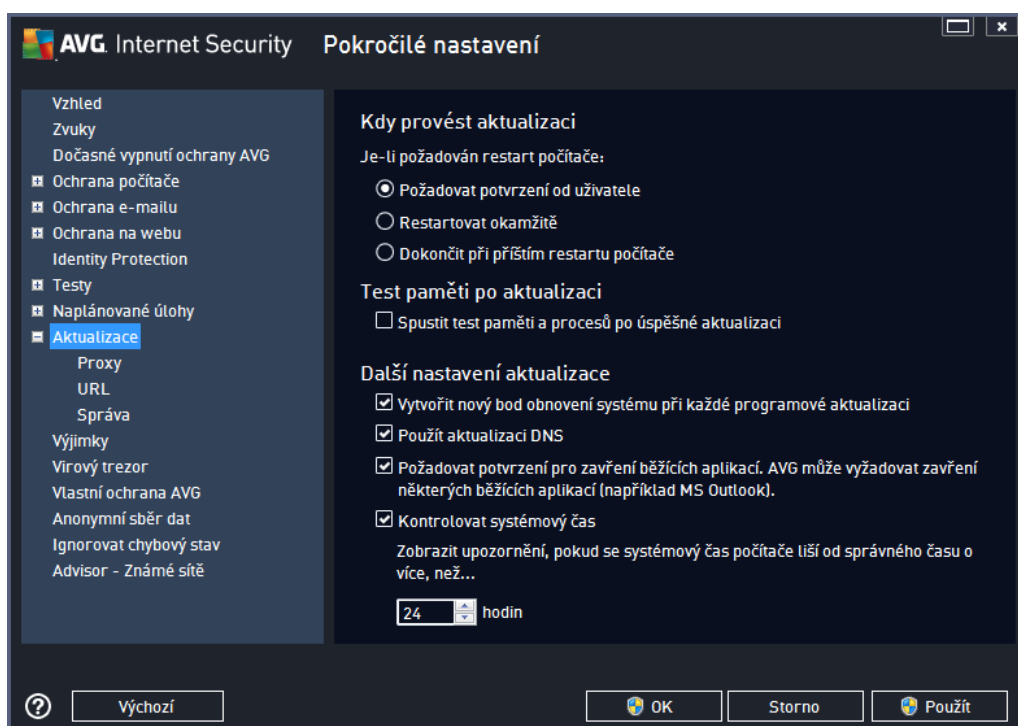 AVG. Internet Security Pokročilé nastavení
Vzhled
Zvuky
Dočasné vypnutí ochrany AVG
Ochrana počítače
Ochrana e-mailu
Ochrana na webu
Identity Protection
Testy
Naplánované úlohy
Aktualizace
Proxy
URL
Správa
Výjimky
Virový trezor
Vlastní ochrana AVG
Anonymní sběr dat
Ignorovat chybový stav
Advisor - Známé sítě
Kdy provést aktualizaci
Je-li požadován restart počítače:
Požadovat potvrzení od uživatele
Restartovat okamžitě
Dokončit při příštím restartu počítače
Test paměti po aktualizaci
Spustit test paměti a procesů po úspěšné aktualizaci
Další nastavení aktualizace
Vytvořit nový bod obnovení systému při každé programové aktualizaci
Použít aktualizaci DNS
Požadovat potvrzení pro zavření běžících aplikací. AVG může vyžadovat zavření
některých běžících aplikací (například MS Outlook).
Kontrolovat systémový čas
Zobrazit upozornění, pokud se systémový čas počítače liší od správného času o
více, než...
24 hodin
? Výchozí OK Storno Použít